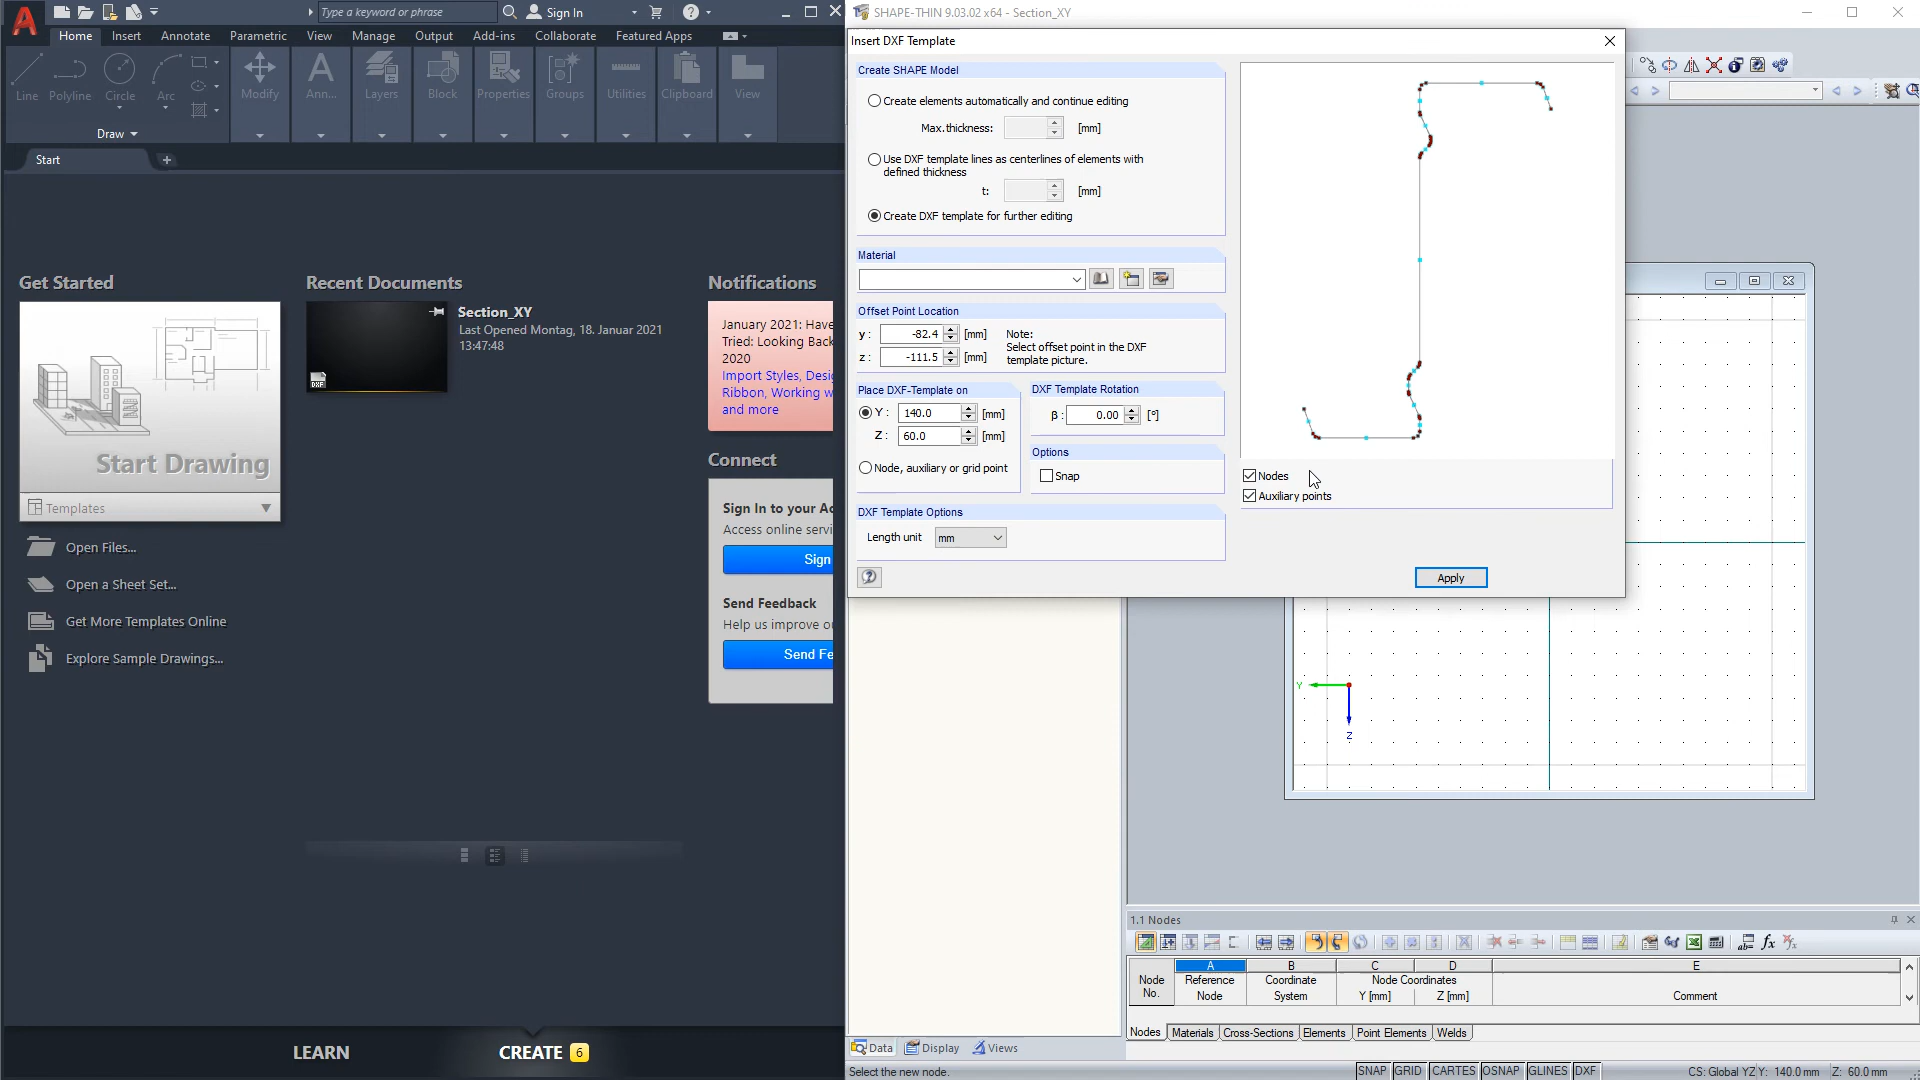 Type a keyword or phrase
Sign In
SHAPE-THIN 9.03.02 x64 - Section_XY
Home
Insert
Annotate
Parametric
View
Manage
Output
Add-ins
Collaborate
Featured Apps
Line
Polyline
Circle
Arc
Modify
Ann...
Layers
Block
Properties
Groups
Utilities
Clipboard
View
Draw
Start
Get Started
Start Drawing
Templates
Open Files...
Open a Sheet Set...
Get More Templates Online
Explore Sample Drawings...
Recent Documents
DXF
Section_XY
Last Opened Montag, 18. Januar 2021
13:47:48
Notifications
January 2021: Have
Tried: Looking Back
2020
Import Styles, Desig
Ribbon, Working w
and more
Connect
Sign In to your Ac
Access online servi
Sign
Send Feedback
Help us improve ou
Send Fe
LEARN
CREATE 6
Insert DXF Template
Create SHAPE Model
Create elements automatically and continue editing
Max. thickness: [mm]
Use DXF template lines as centerlines of elements with
defined thickness
t: [mm]
Create DXF template for further editing
Material
Offset Point Location
y : -82.4 [mm]
z : -111.5 [mm]
Note:
Select offset point in the DXF
template picture.
Place DXF-Template on
Y : 140.0 [mm]
Z : 60.0 [mm]
Node, auxiliary or grid point
DXF Template Rotation
β : 0.00 [°]
Options
Snap
DXF Template Options
Length unit mm
Nodes
Auxiliary points
Apply
Y
Z
1.1 Nodes
A B C D E
Node
No.
Reference
Node
Coordinate
System
Node Coordinates
Y [mm] Z [mm]
Comment
Nodes Materials Cross-Sections Elements Point Elements Welds
Data Display Views
Select the new node.
SNAP GRID CARTES OSNAP GLINES DXF
CS: Global YZ Y: 140.0 mm Z: 60.0 mm